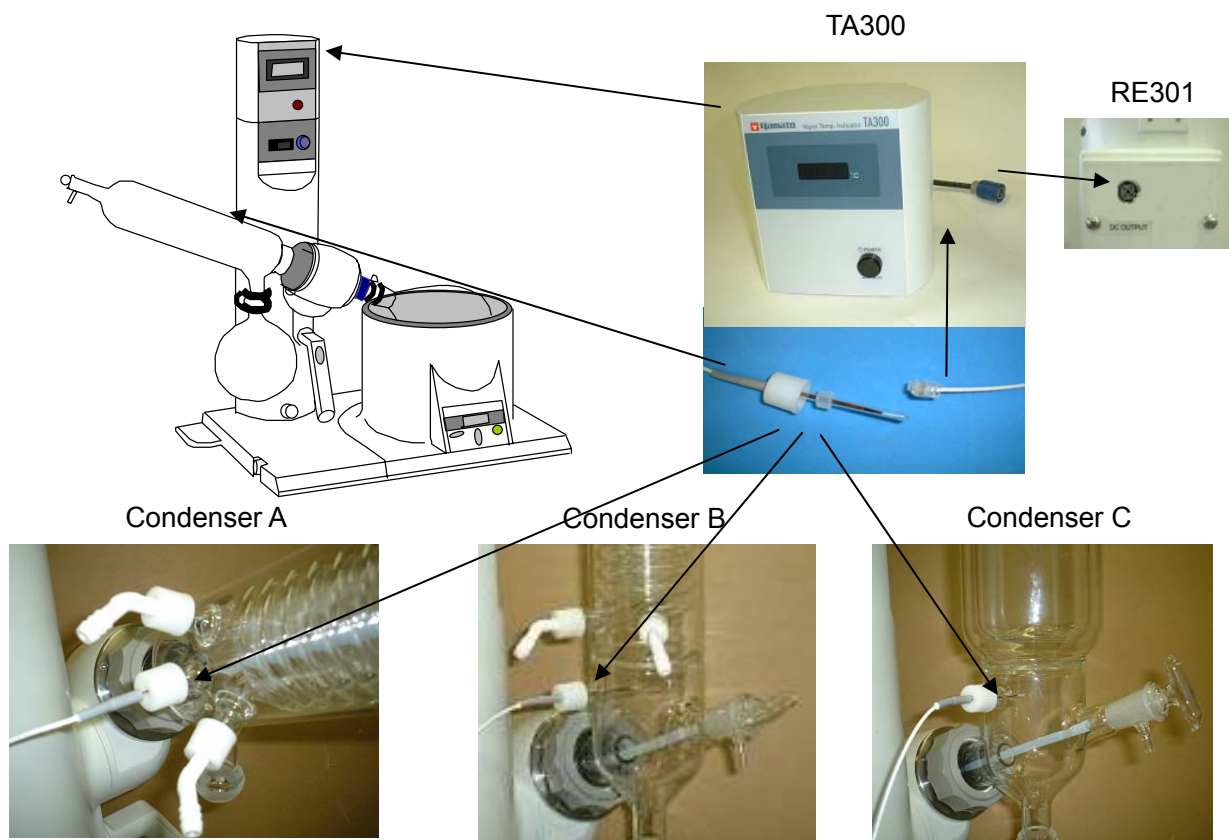 TA300
RE301
Yamato Vapor Temp. Indicator TA300
°C
POWER
DC OUTPUT
Condenser A
Condenser B
Condenser C